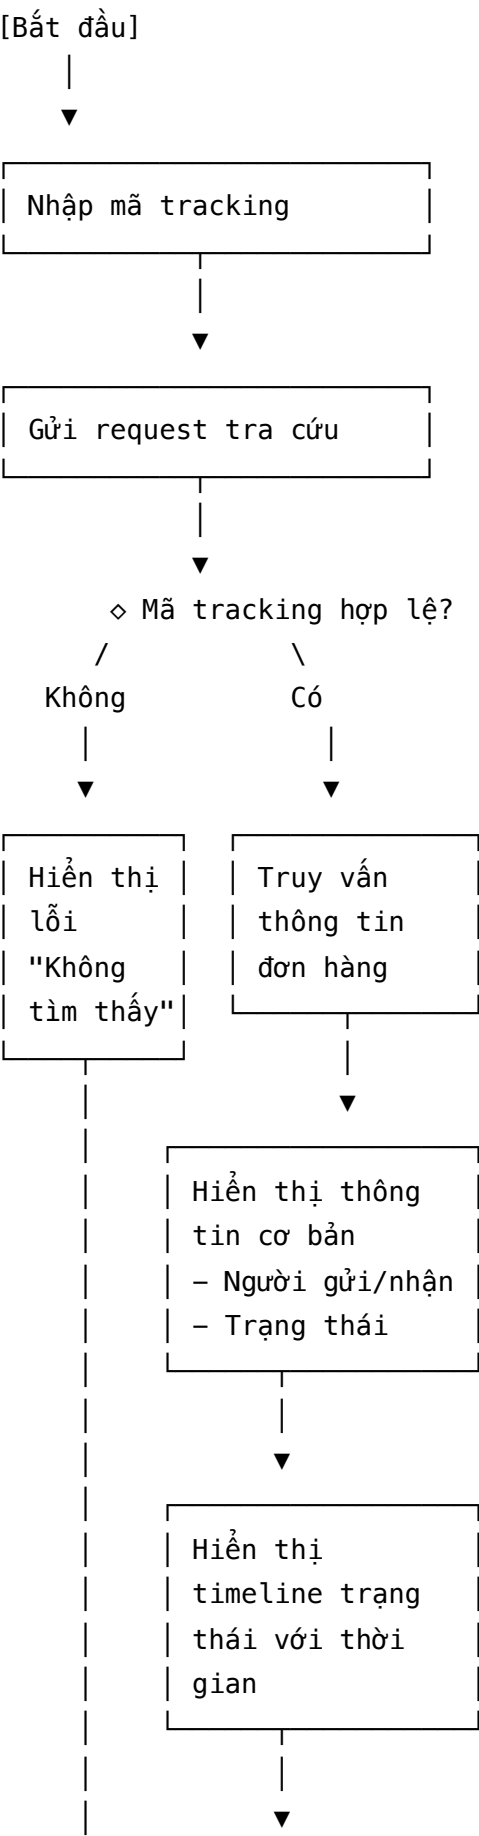 [Bắt đầu]
Nhập mã tracking
Gửi request tra cứu
◇ Mã tracking hợp lệ?
Không
Có
Hiển thị
lỗi
"Không
tìm thấy"
Truy vấn
thông tin
đơn hàng
Hiển thị thông
tin cơ bản
- Người gửi/nhận
- Trạng thái
Hiển thị
timeline trạng
thái với thời
gian